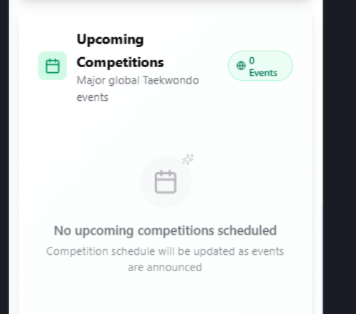 Upcoming
Competitions
Major global Taekwondo
events
0
Events
No upcoming competitions scheduled
Competition schedule will be updated as events
are announced